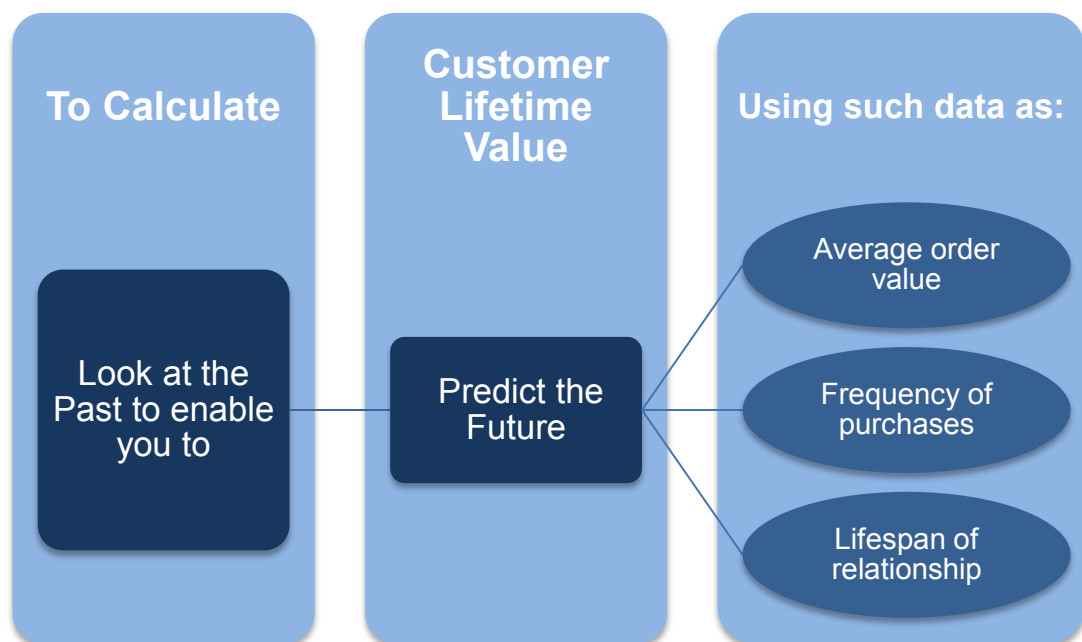 To Calculate
Customer
Lifetime
Value
Using such data as:
Look at the
Past to enable
you to
Predict the
Future
Average order
value
Frequency of
purchases
Lifespan of
relationship